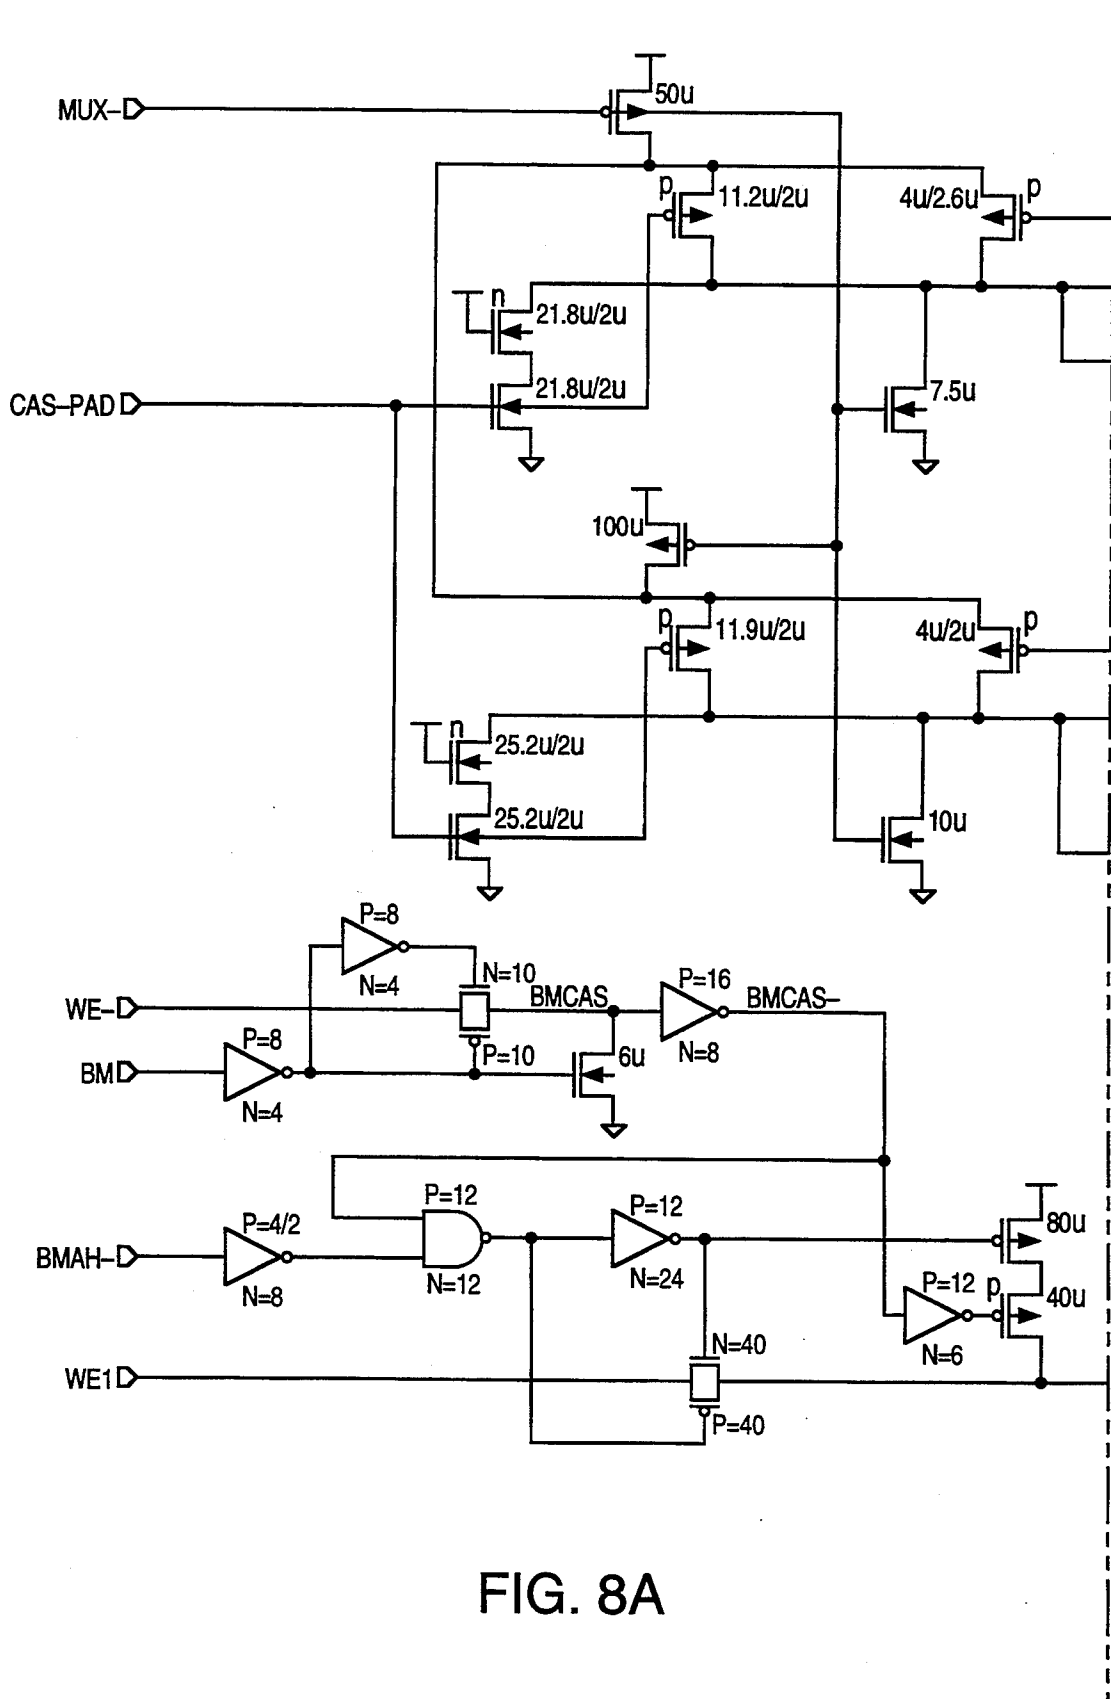 MUX-
50u
p
11.2u/2u
4u/2.6u
p
n
21.8u/2u
21.8u/2u
CAS-PAD
7.5u
100u
p
11.9u/2u
4u/2u
p
n
25.2u/2u
25.2u/2u
10u
P=8
N=4
N=10
WE-
BMCAS
P=16
BMCAS-
N=8
P=8
P=10
6u
BM
N=4
P=12
P=12
80u
P=4/2
BMAH-
N=12
N=24
N=8
P=12
p
40u
N=40
N=6
WE1
P=40
FIG. 8A